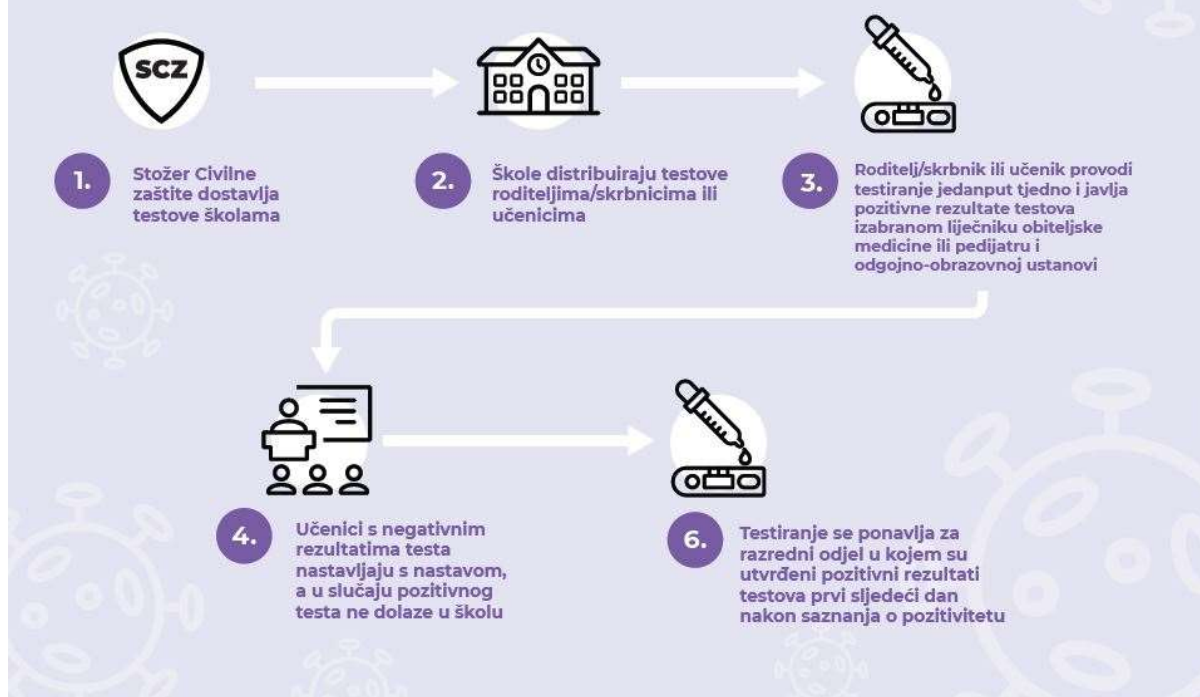 SCZ
1.
Stožer Civilne
zaštite dostavlja
testove školama
2.
Škole distribuiraju testove
roditeljima/skrbnicima ili
učenicima
3.
Roditelj/skrbnik ili učenik provodi
testiranje jedanput tjedno i javlja
pozitivne rezultate testova
izabranom liječniku obiteljske
medicine ili pedijatru i
odgojno-obrazovnoj ustanovi
4.
Učenici s negativnim
rezultatima testa
nastavljaju s nastavom,
a u slučaju pozitivnog
testa ne dolaze u školu
6.
Testiranje se ponavlja za
razredni odjel u kojem su
utvrđeni pozitivni rezultati
testova prvi sljedeći dan
nakon saznanja o pozitivitetu